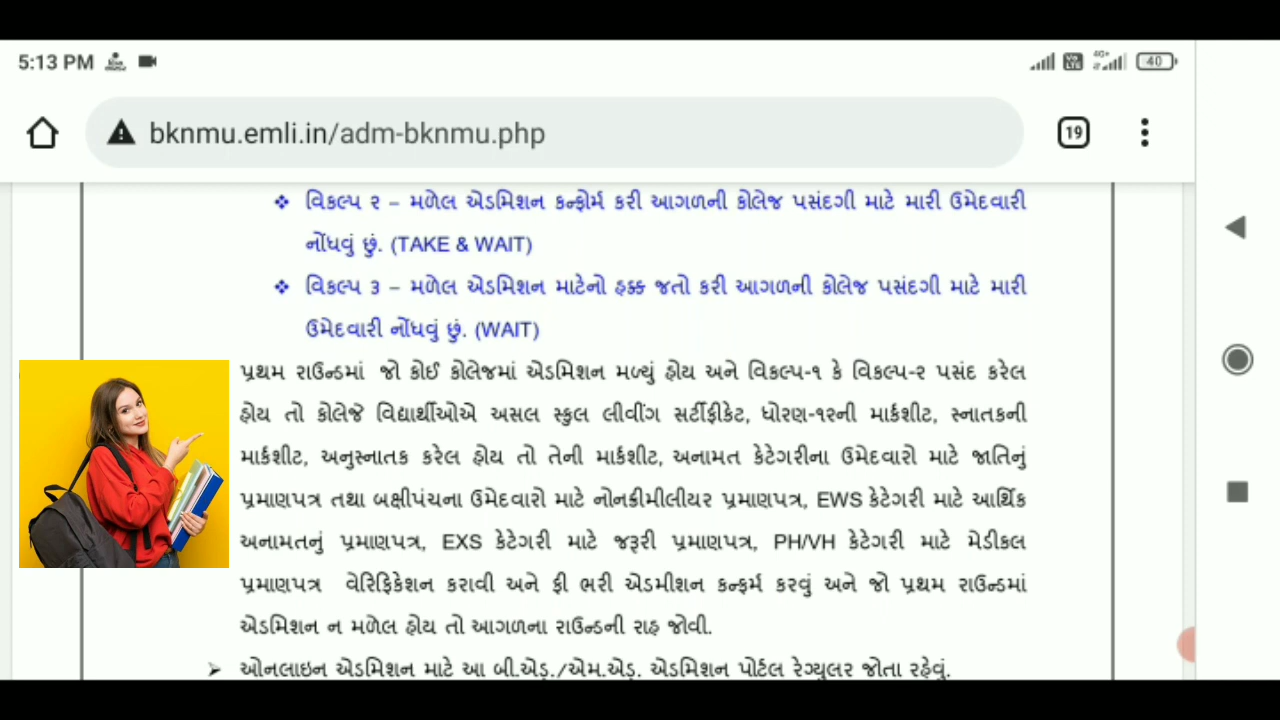 5:13 PM
40
bknmu.emli.in/adm-bknmu.php
19
❖ વિકલ્પ ૨ – મળેલ એડમિશન કન્ફોર્મ કરી આગળની કોલેજ પસંદગી માટે મારી ઉમેદવારી
નોંધવું છું. (TAKE & WAIT)
❖ વિકલ્પ ૩ – મળેલ એડમિશન માટેનો હક્ક જતો કરી આગળની કોલેજ પસંદગી માટે મારી
ઉમેદવારી નોંધવું છું. (WAIT)
પ્રથમ રાઉન્ડમાં જો કોઈ કોલેજમાં એડમિશન મળ્યું હોય અને વિકલ્પ-૧ કે વિકલ્પ-૨ પસંદ કરેલ
હોય તો કોલેજે વિદ્યાર્થીઓએ અસલ સ્કુલ લીવીંગ સર્ટીફીકેટ, ધોરણ-૧૨ની માર્કશીટ, સ્નાતકની
માર્કશીટ, અનુસ્નાતક કરેલ હોય તો તેની માર્કશીટ, અનામત કેટેગરીના ઉમેદવારો માટે જાતિનું
પ્રમાણપત્ર તથા બક્ષીપંચના ઉમેદવારો માટે નોનક્રીમીલીયર પ્રમાણપત્ર, EWS કેટેગરી માટે આર્થિક
અનામતનું પ્રમાણપત્ર, EXS કેટેગરી માટે જરૂરી પ્રમાણપત્ર, PH/VH કેટેગરી માટે મેડીકલ
પ્રમાણપત્ર વેરિફિકેશન કરાવી અને ફી ભરી એડમીશન કન્ફર્મ કરવું અને જો પ્રથમ રાઉન્ડમાં
એડમિશન ન મળેલ હોય તો આગળના રાઉન્ડની રાહ જોવી.
➢ ઓનલાઇન એડમિશન માટે આ બી.એડ./એમ.એડ. એડમિશન પોર્ટલ રેગ્યુલર જોતા રહેવું.